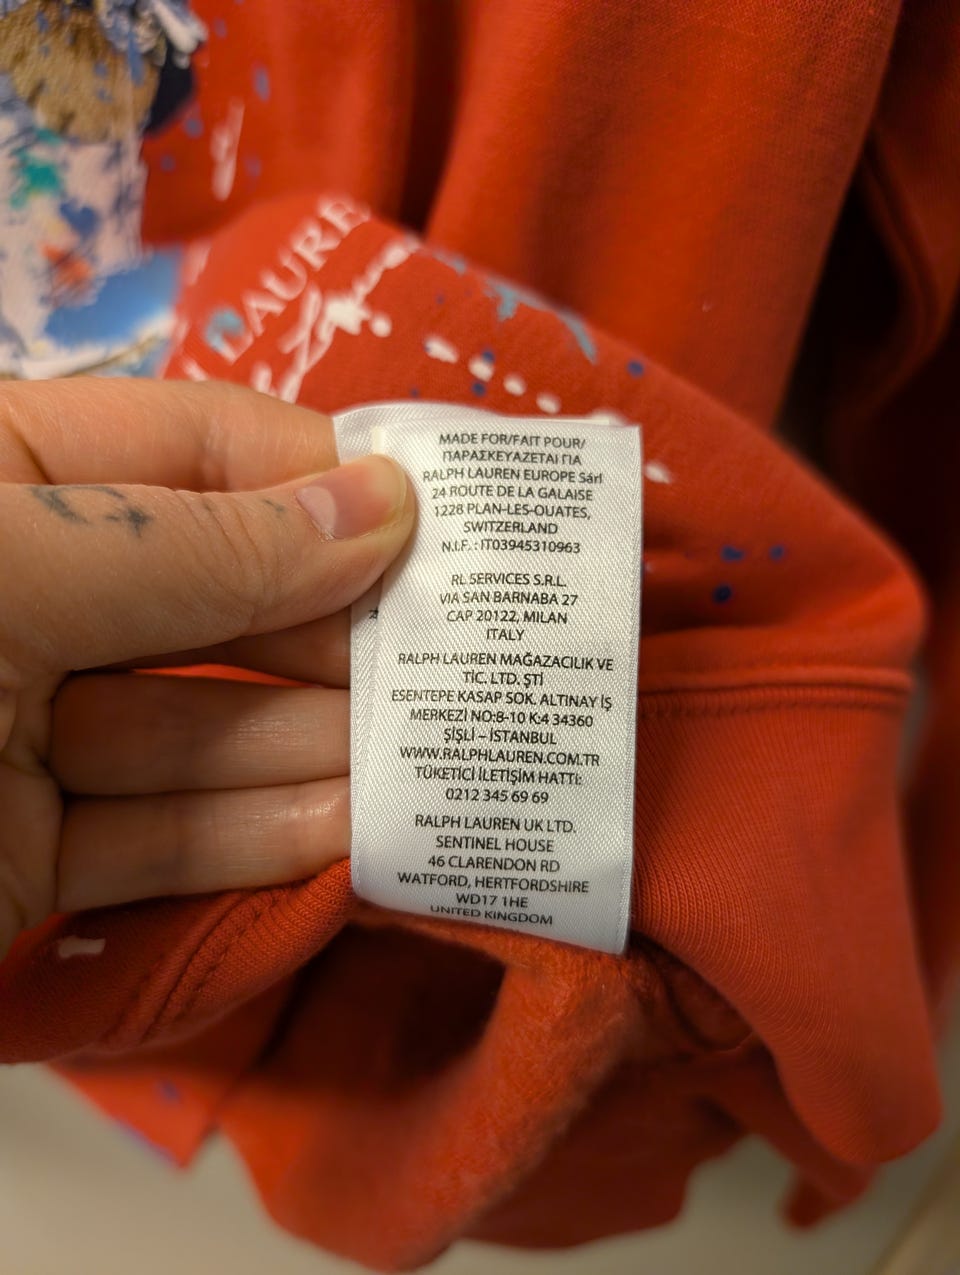 LAURE
MADE FOR/FAIT POUR/
ΠΑΡΑΣΚΕΥΑΖΕΤΑΙ ΓΙΑ
RALPH LAUREN EUROPE Sárl
24 ROUTE DE LA GALAISE
1228 PLAN-LES-OUATES,
SWITZERLAND
N.I.F. : IT03945310963
RL SERVICES S.R.L.
VIA SAN BARNABA 27
CAP 20122, MILAN
ITALY
RALPH LAUREN MAĞAZACILIK VE
TİC. LTD. ŞTİ
ESENTEPE KASAP SOK. ALTINAY İŞ
MERKEZİ NO:8-10 K:4 34360
ŞİŞLİ – İSTANBUL
WWW.RALPHLAUREN.COM.TR
TÜKETİCİ İLETİŞİM HATTI:
0212 345 69 69
RALPH LAUREN UK LTD.
SENTINEL HOUSE
46 CLARENDON RD
WATFORD, HERTFORDSHIRE
WD17 1HE
UNITED KINGDOM